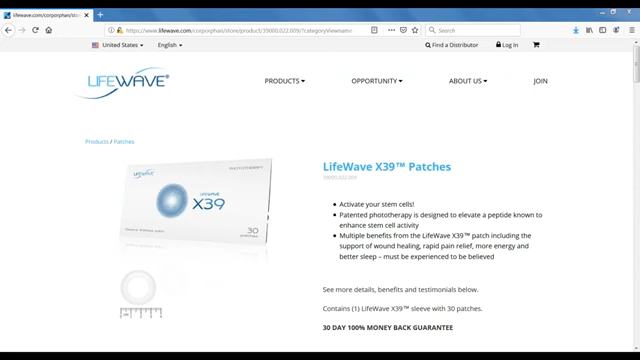 lifewave.com/corporphan/store
https://www.lifewave.com/corporphan/store/product/39000.022.009/?categoryViewname
Search
United States
English
Find a Distributor
Log In
LIFEWAVE®
PRODUCTS
OPPORTUNITY
ABOUT US
JOIN
Products / Patches
LIFEWAVE
PHOTOTHERAPY
LIFEWAVE
X39
30
patches
LifeWave X39™ Patches
39000.022.009
Activate your stem cells!
Patented phototherapy is designed to elevate a peptide known to
enhance stem cell activity
Multiple benefits from the LifeWave X39™ patch including the
support of wound healing, rapid pain relief, more energy and
better sleep – must be experienced to be believed
See more details, benefits and testimonials below.
Contains (1) LifeWave X39™ sleeve with 30 patches.
30 DAY 100% MONEY BACK GUARANTEE